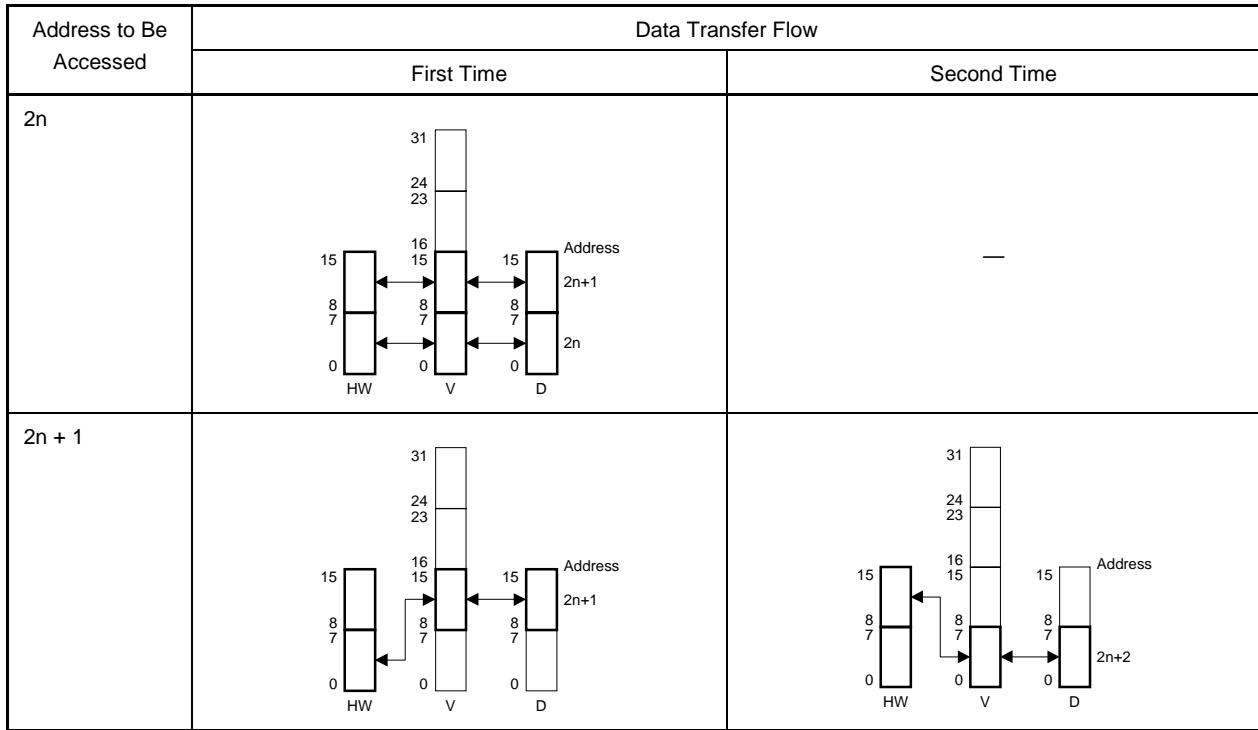 Address to Be
Accessed
Data Transfer Flow
First Time
Second Time
2n
31
24
23
16
15
15
15
Address
2n+1
8
7
8
7
8
7
2n
0
0
0
HW
V
D
—
2n + 1
31
24
23
16
15
15
15
Address
2n+1
8
7
8
7
8
7
0
0
0
HW
V
D
31
24
23
16
15
15
15
Address
8
7
8
7
8
7
2n+2
0
0
0
HW
V
D